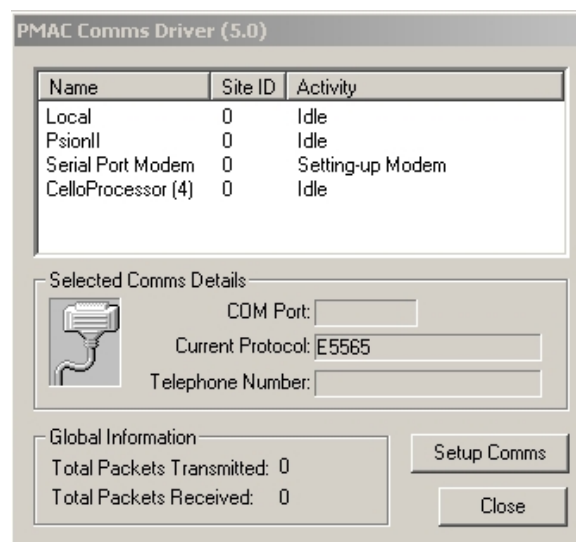 PMAC Comms Driver (5.0)
Name Site ID Activity
Local 0 Idle
PsionII 0 Idle
Serial Port Modem 0 Setting-up Modem
CelloProcessor (4) 0 Idle
Selected Comms Details
COM Port:
Current Protocol: E5565
Telephone Number:
Global Information
Total Packets Transmitted: 0
Total Packets Received: 0
Setup Comms
Close